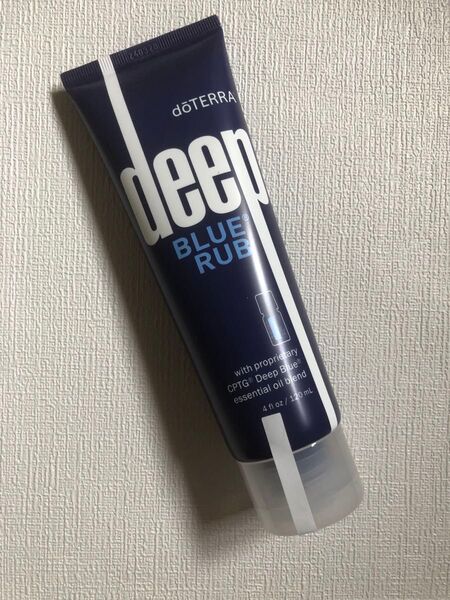 dōTERRA
deep
BLUE®
RUB
with proprietary
CPTG® Deep Blue®
essential oil blend
4 fl oz / 120 mL